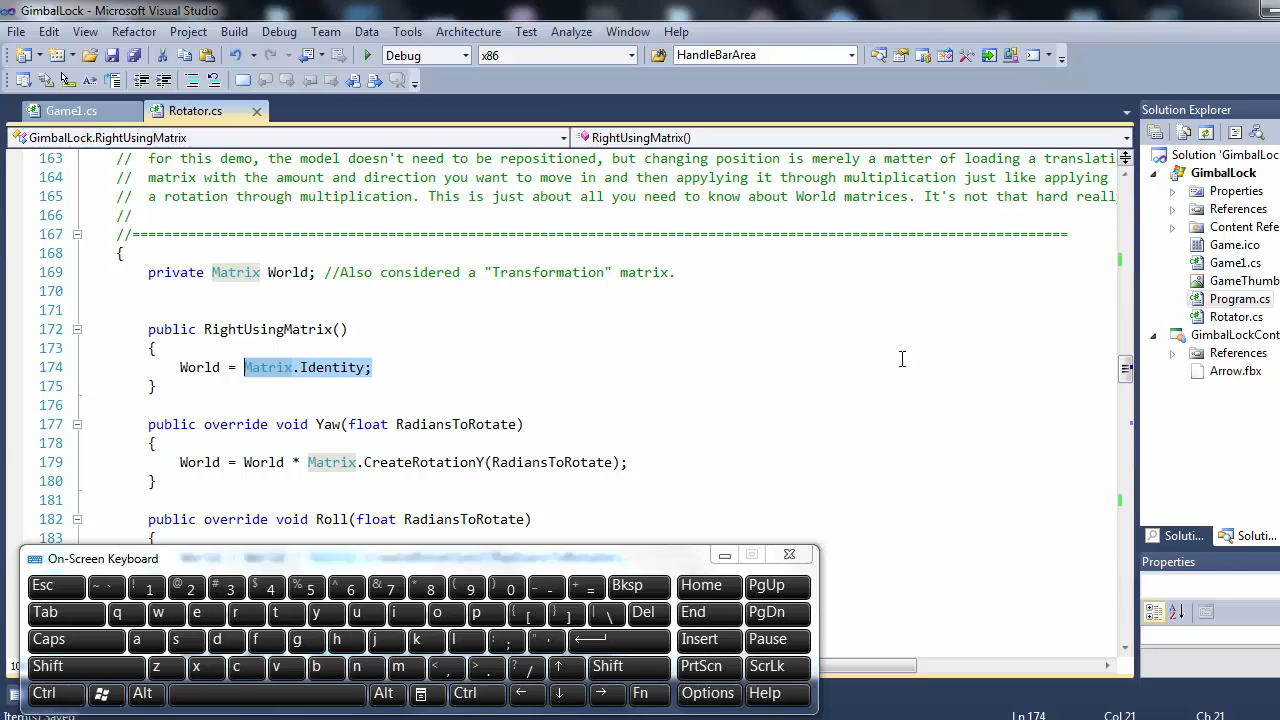 GimbalLock - Microsoft Visual Studio
File Edit View Refactor Project Build Debug Team Data Tools Architecture Test Analyze Window Help
Debug x86 HandleBarArea
Game1.cs Rotator.cs
Solution Explorer
GimbalLock.RightUsingMatrix RightUsingMatrix()
163 // for this demo, the model doesn't need to be repositioned, but changing position is merely a matter of loading a translati
164 // matrix with the amount and direction you want to move in and then appylying it through multiplication just like applying
165 // a rotation through multiplication. This is just about all you need to know about World matrices. It's not that hard reall
166 //
167 //=====================================================================================================================
168 {
169 private Matrix World; //Also considered a "Transformation" matrix.
170
171
172 public RightUsingMatrix()
173 {
174 World = Matrix.Identity;
175 }
176
177 public override void Yaw(float RadiansToRotate)
178 {
179 World = World * Matrix.CreateRotationY(RadiansToRotate);
180 }
181
182 public override void Roll(float RadiansToRotate)
183 {
Solution 'GimbalLo
GimbalLock
Properties
References
Content Refe
Game.ico
Game1.cs
GameThumb
Program.cs
Rotator.cs
GimballLockCont
References
Arrow.fbx
Soluti... Soluti...
Properties
On-Screen Keyboard
Esc ~ ` ! 1 @ 2 # 3 $ 4 % 5 ^ 6 & 7 * 8 ( 9 ) 0 _ - + = Bksp Home PgUp
Tab q w e r t y u i o p { [ } ] | \ Del End PgDn
Caps a s d f g h j k l : ; " ' Insert Pause
Shift z x c v b n m < , > . ? / ↑ Shift PrtScn ScrLk
Ctrl Alt Alt Ctrl ← ↓ → Fn Options Help
Item(s) Saved Ln 174 Col 21 Ch 21